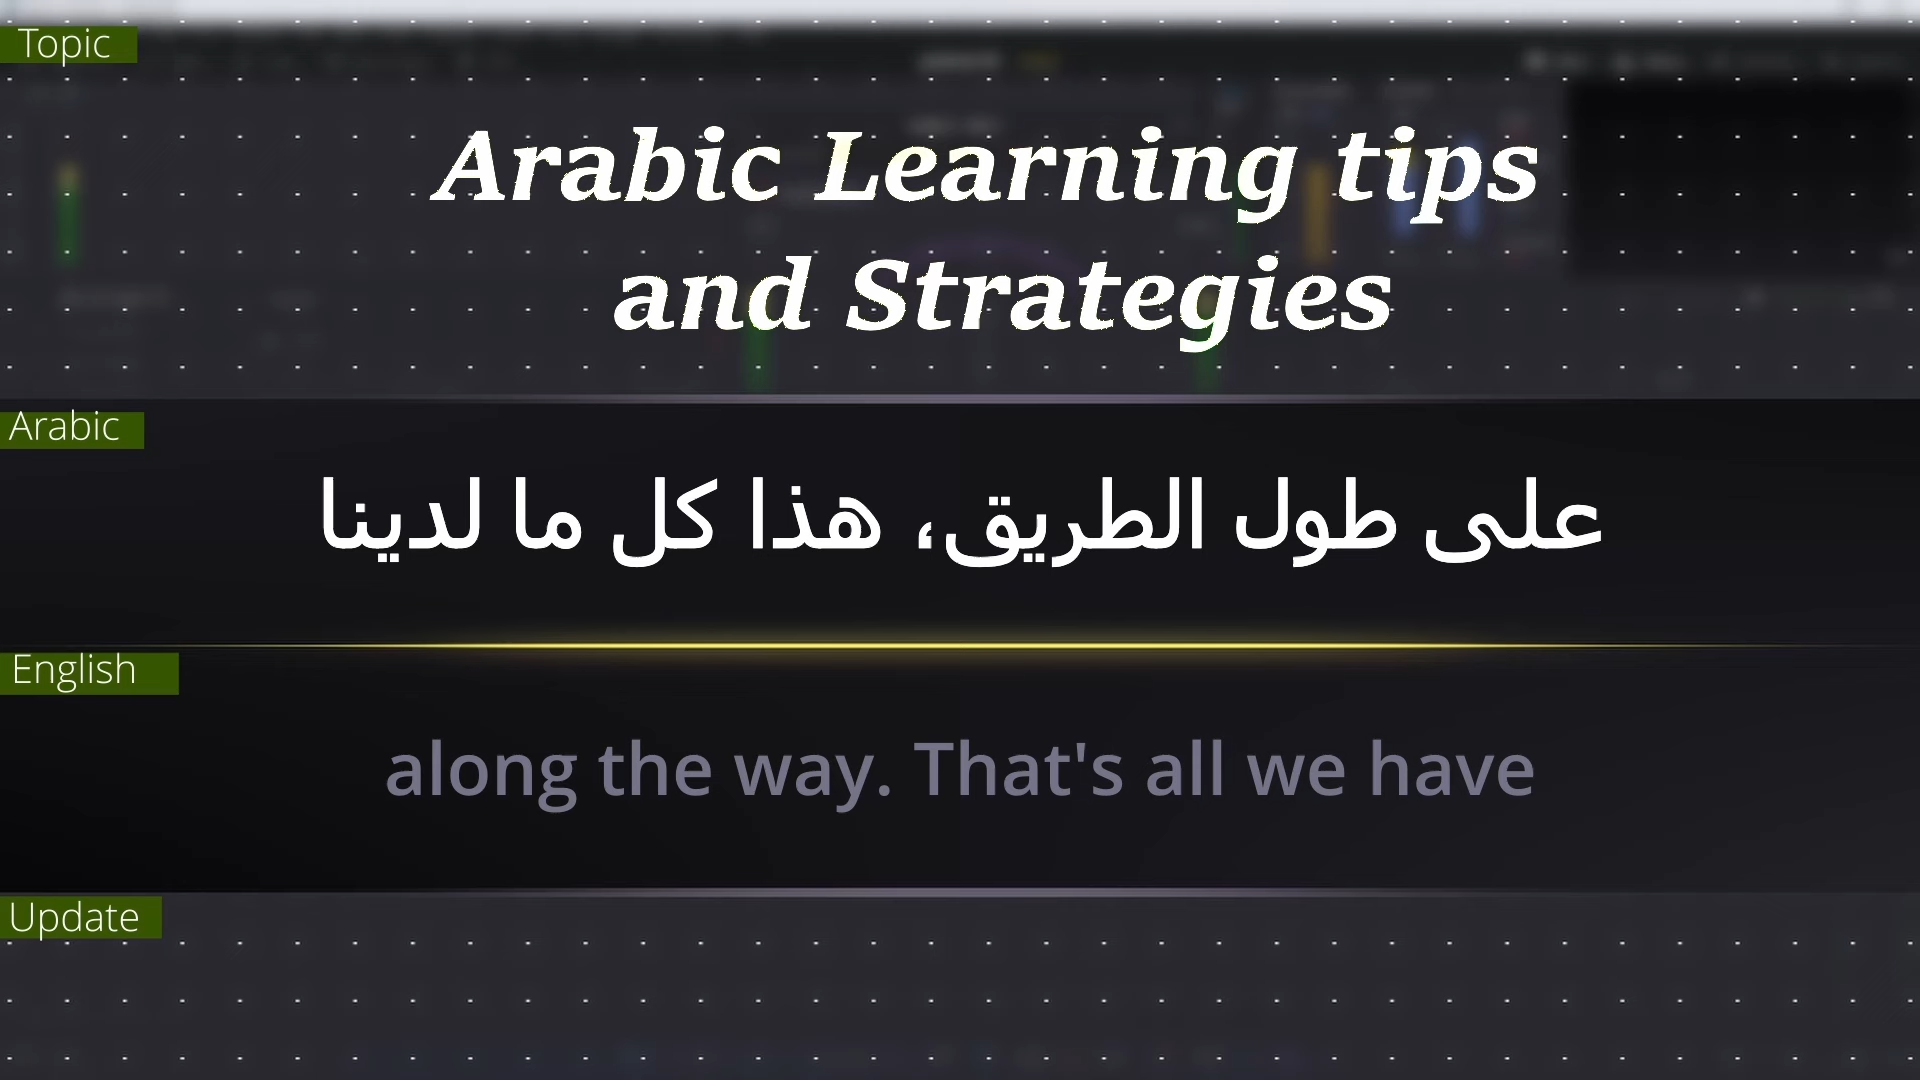 Topic
Arabic Learning tips
and Strategies
Arabic
على طول الطريق، هذا كل ما لدينا
English
along the way. That's all we have
Update